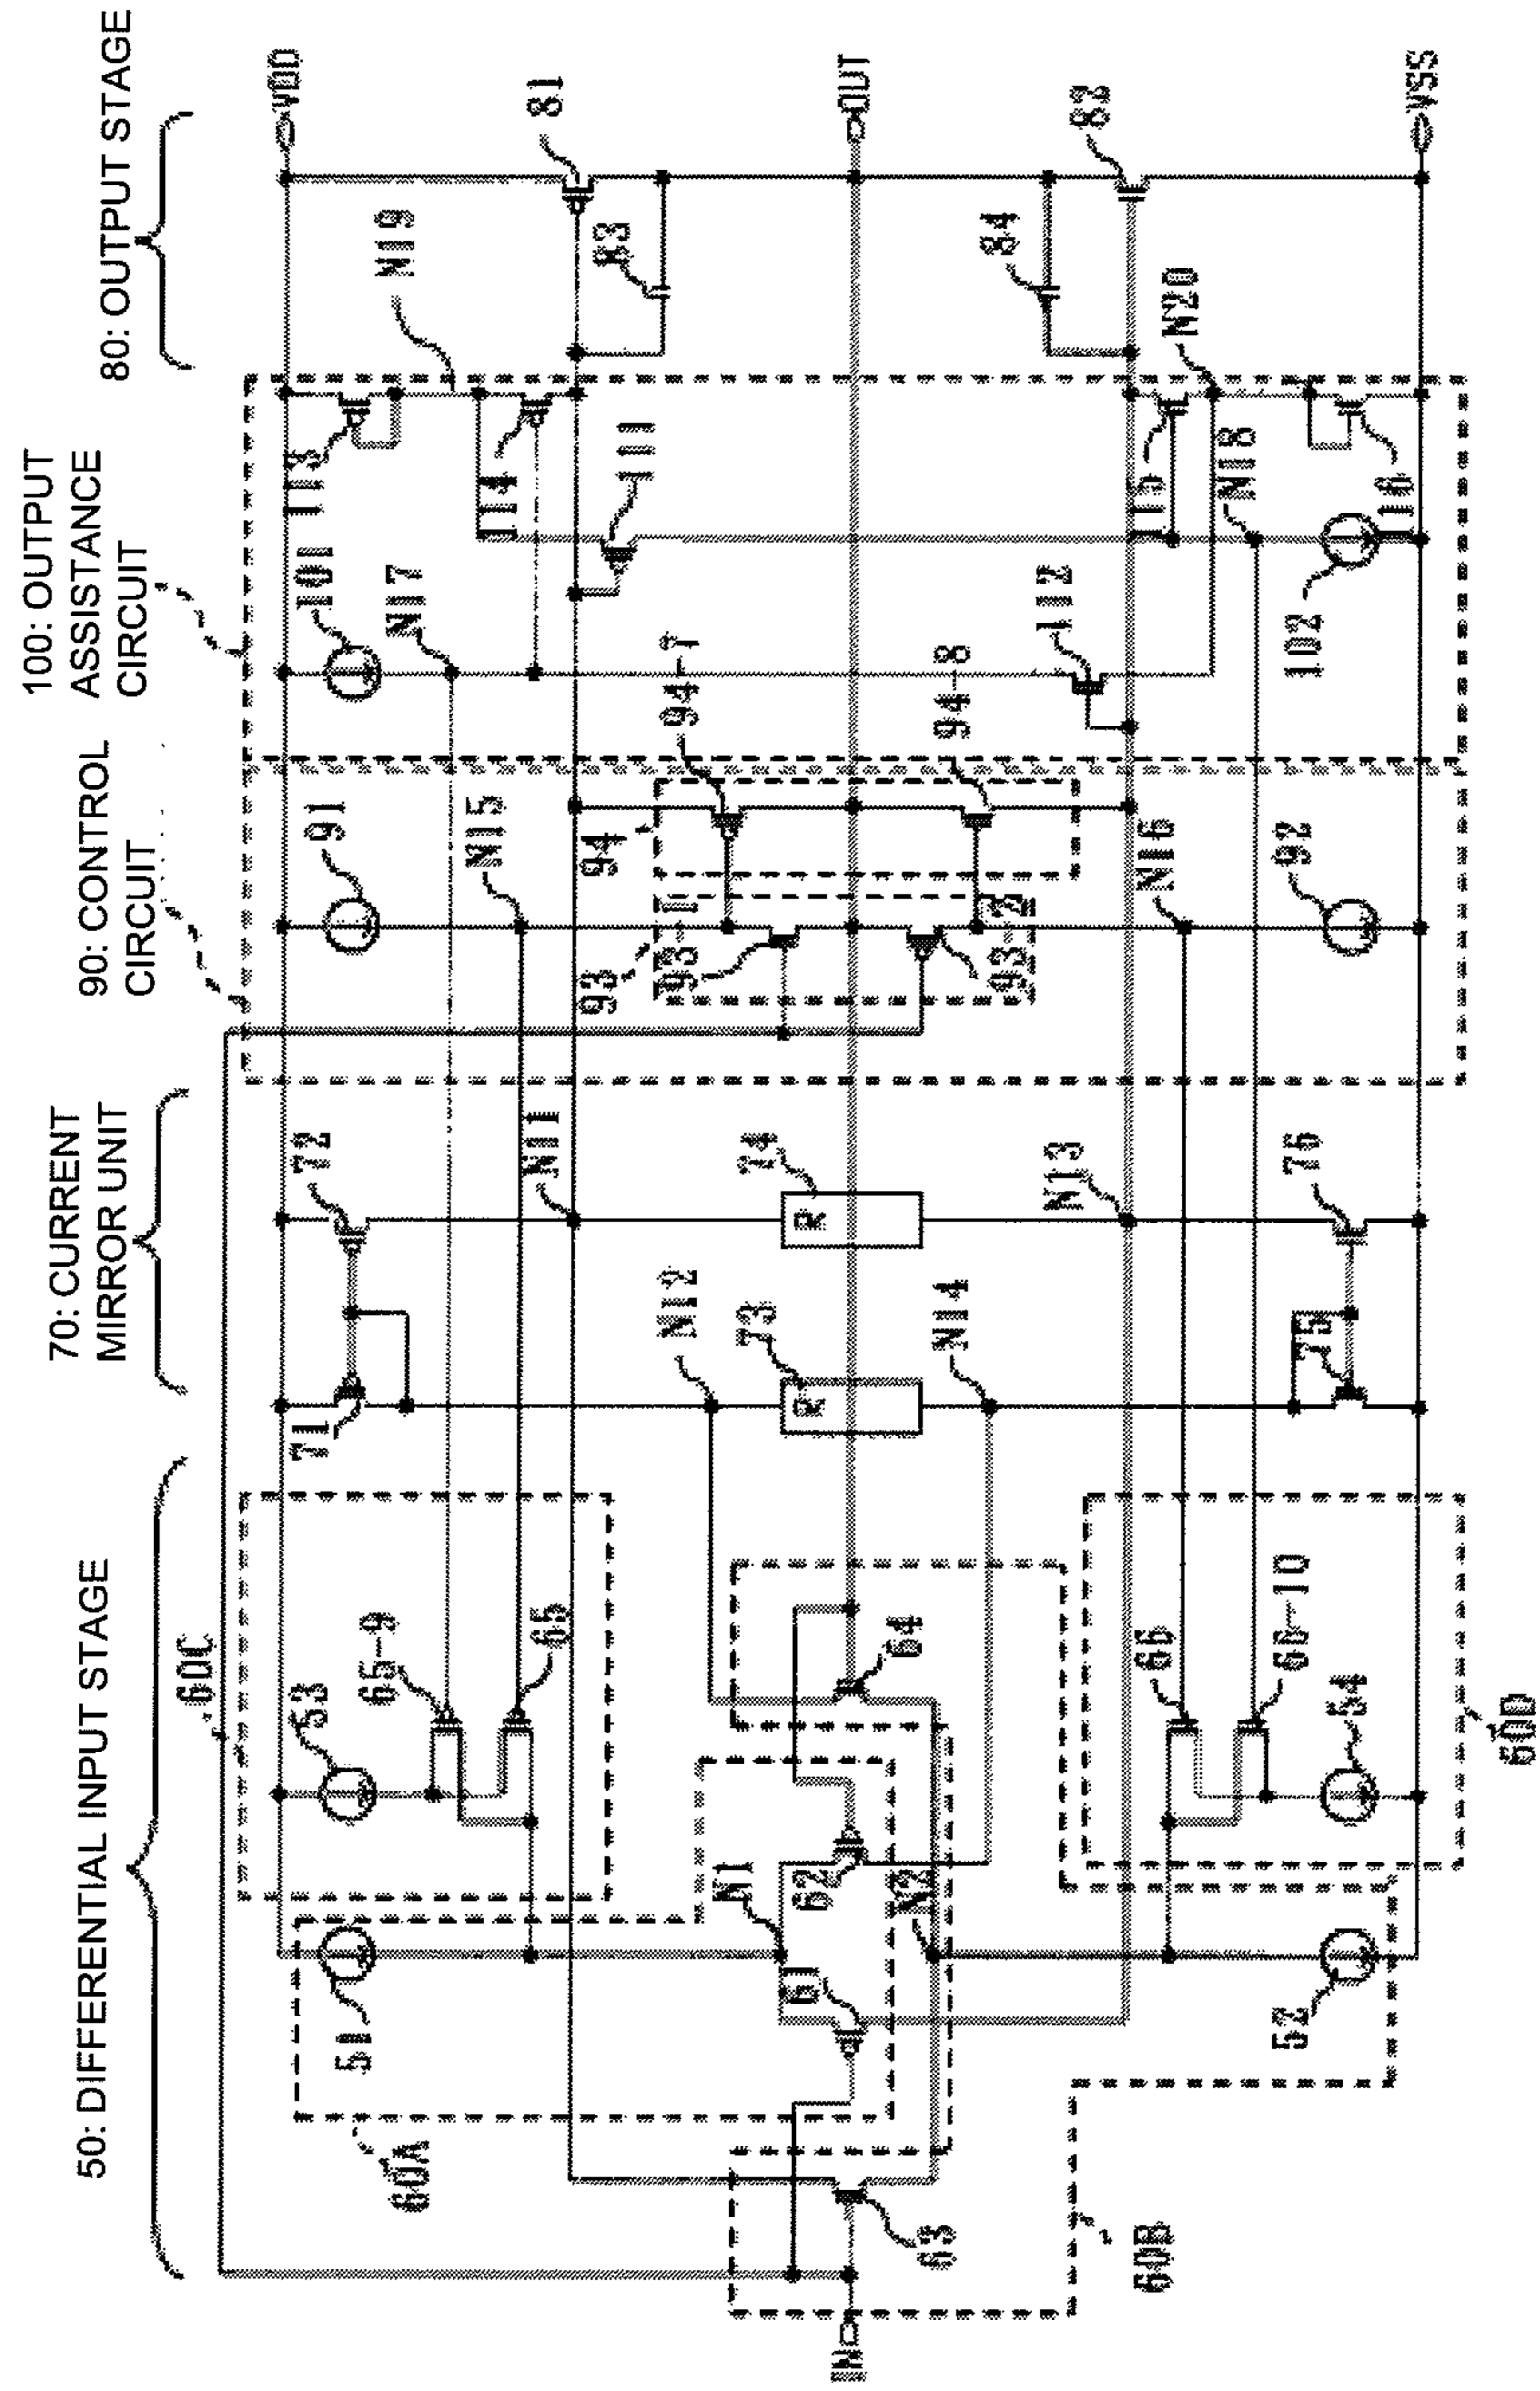 50: DIFFERENTIAL INPUT STAGE
70: CURRENT
MIRROR UNIT
90: CONTROL
CIRCUIT
100: OUTPUT
ASSISTANCE
CIRCUIT
80: OUTPUT STAGE
60C
VDD
51
53
71
72
91
101
113
N19
81
65-9
65
N11
N15
N17
114
111
83
60A
N12
93
94
94-7
IN
63
61
N1
62
64
N2
73
74
93-1
93-2
94-8
OUT
N14
N13
112
84
82
60B
66
66-10
N16
115
N18
N20
52
54
75
76
92
102
116
60D
VSS
R
R